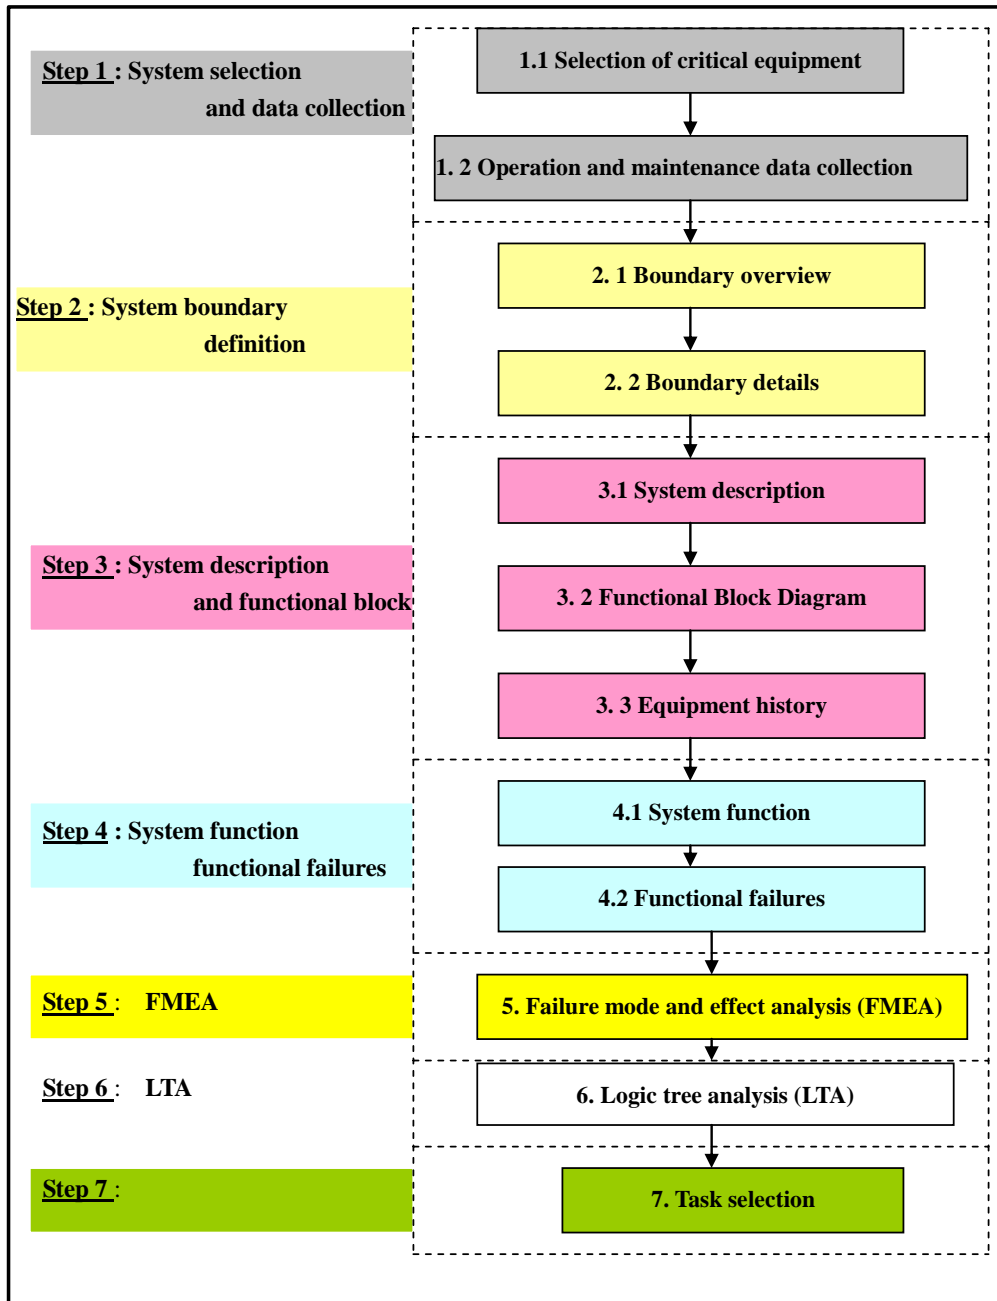 Step 1 : System selection
and data collection
1.1 Selection of critical equipment
1. 2 Operation and maintenance data collection
Step 2 : System boundary
definition
2. 1 Boundary overview
2. 2 Boundary details
Step 3 : System description
and functional block
3.1 System description
3. 2 Functional Block Diagram
3. 3 Equipment history
Step 4 : System function
functional failures
4.1 System function
4.2 Functional failures
Step 5 : FMEA
5. Failure mode and effect analysis (FMEA)
Step 6 : LTA
6. Logic tree analysis (LTA)
Step 7 :
7. Task selection